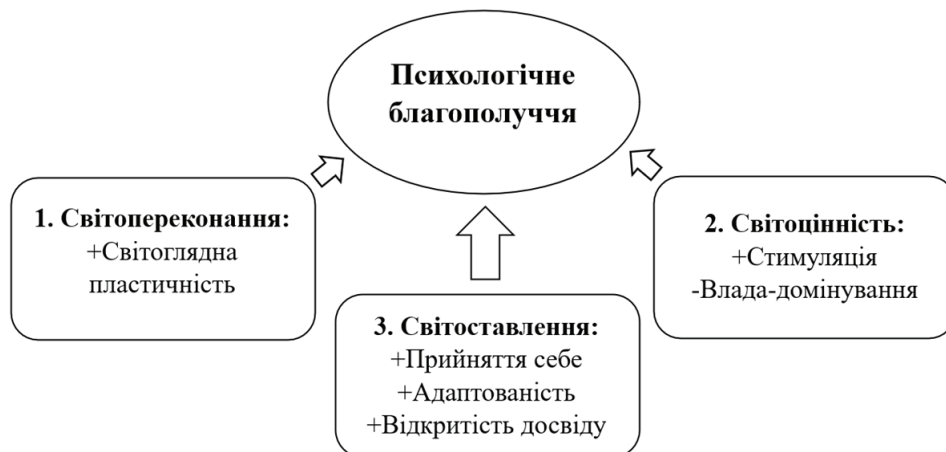 Психологічне
благополуччя
1. Світопереконання:
+Світоглядна
пластичність
2. Світоцінність:
+Стимуляція
-Влада-домінування
3. Світоставлення:
+Прийняття себе
+Адаптованість
+Відкритість досвіду